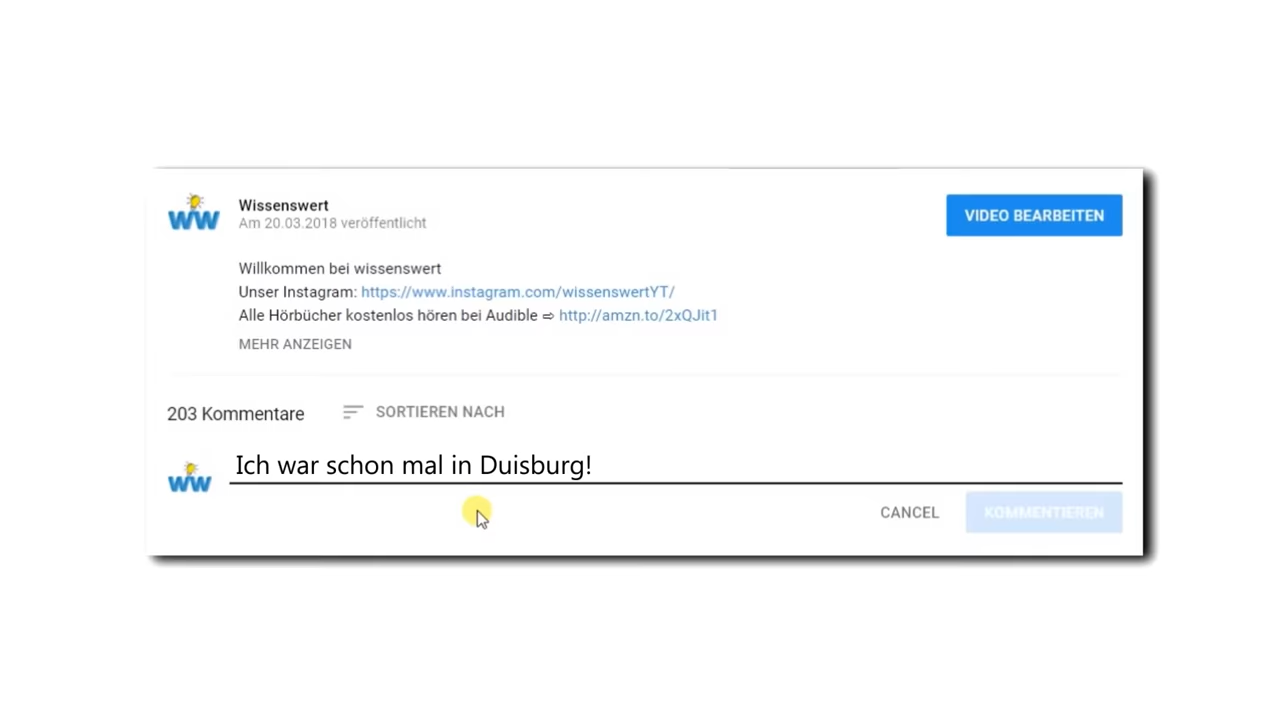 WW
Wissenswert
Am 20.03.2018 veröffentlicht
VIDEO BEARBEITEN
Willkommen bei wissenswert
Unser Instagram: https://www.instagram.com/wissenswertYT/
Alle Hörbücher kostenlos hören bei Audible ⇨ http://amzn.to/2xQJit1
MEHR ANZEIGEN
203 Kommentare
SORTIEREN NACH
WW
Ich war schon mal in Duisburg!
CANCEL
KOMMENTIEREN